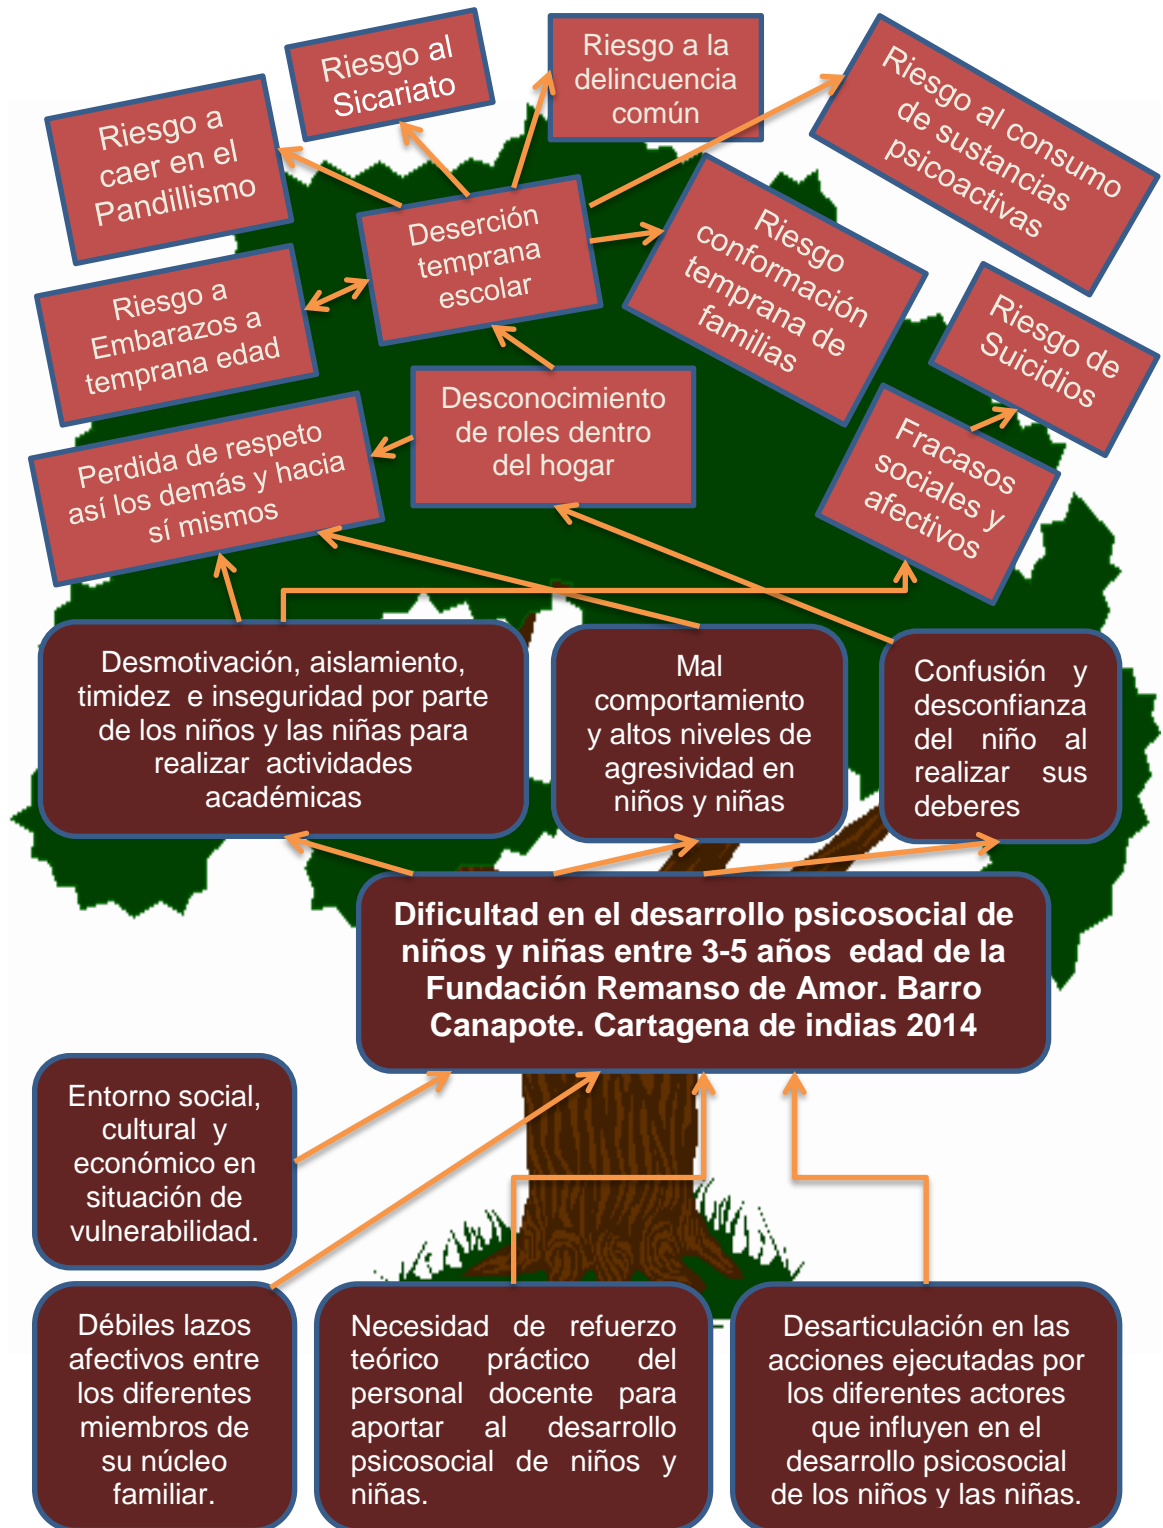 Riesgo al
Sicariato
Riesgo a la
delincuencia
común
Riesgo al consumo
de sustancias
psicoactivas
Riesgo a
caer en el
Pandillismo
Deserción
temprana
escolar
Riesgo
conformación
temprana de
familias
Riesgo a
Embarazos a
temprana edad
Riesgo de
Suicidios
Desconocimiento
de roles dentro
del hogar
Perdida de respeto
así los demás y hacia
sí mismos
Fracasos
sociales y
afectivos
Desmotivación, aislamiento,
timidez e inseguridad por parte
de los niños y las niñas para
realizar actividades
académicas
Mal
comportamiento
y altos niveles de
agresividad en
niños y niñas
Confusión y
desconfianza
del niño al
realizar sus
deberes
Dificultad en el desarrollo psicosocial de
niños y niñas entre 3-5 años edad de la
Fundación Remanso de Amor. Barro
Canapote. Cartagena de indias 2014
Entorno social,
cultural y
económico en
situación de
vulnerabilidad.
Débiles lazos
afectivos entre
los diferentes
miembros de
su núcleo
familiar.
Necesidad de refuerzo
teórico práctico del
personal docente para
aportar al desarrollo
psicosocial de niños y
niñas.
Desarticulación en las
acciones ejecutadas por
los diferentes actores
que influyen en el
desarrollo psicosocial
de los niños y las niñas.